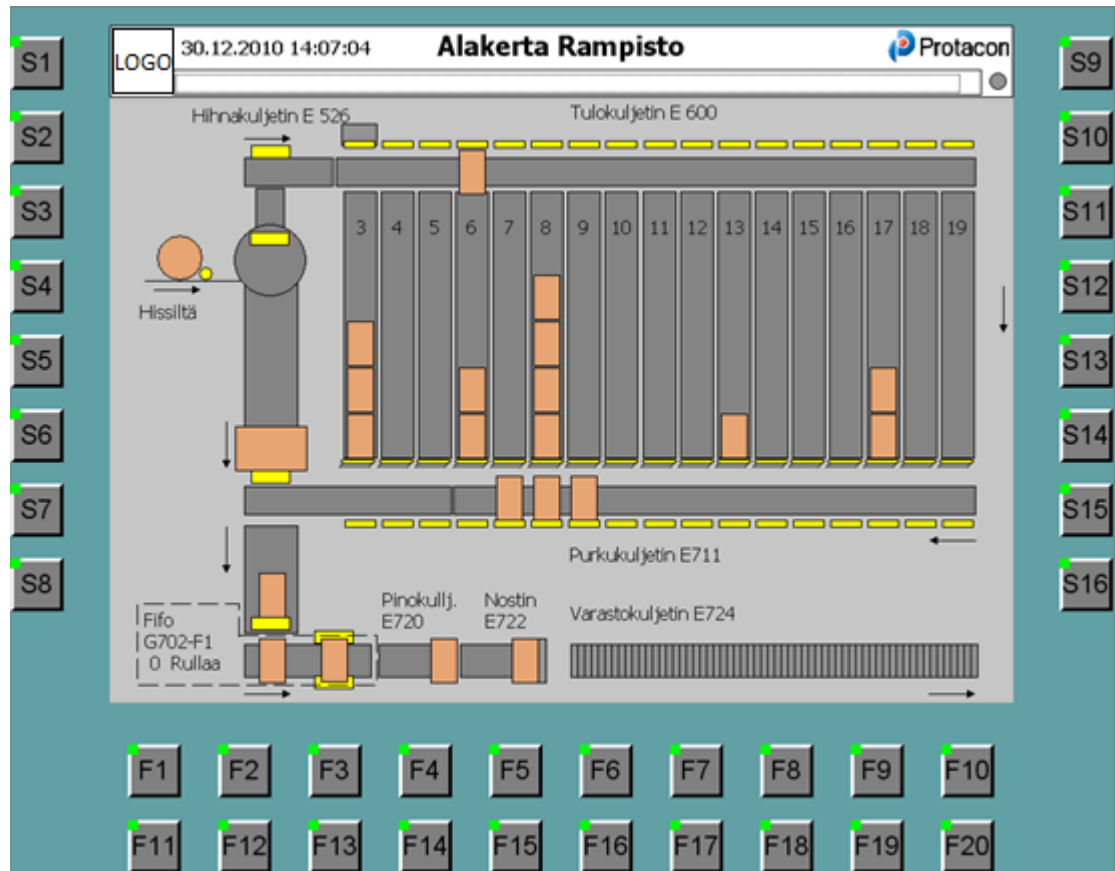 LOGO
30.12.2010 14:07:04
Alakerta Rampisto
Protacon
S1
S2
S3
S4
S5
S6
S7
S8
S9
S10
S11
S12
S13
S14
S15
S16
Hihnakuljetin E 526
Tulokuljetin E 600
3 4 5 6 7 8 9 10 11 12 13 14 15 16 17 18 19
Hissiltä
Purkukuljetin E711
Fifo
G702-F1
0 Rullaa
Pinokullj.
E720
Nostin
E722
Varastokuljetin E724
F1 F2 F3 F4 F5 F6 F7 F8 F9 F10
F11 F12 F13 F14 F15 F16 F17 F18 F19 F20